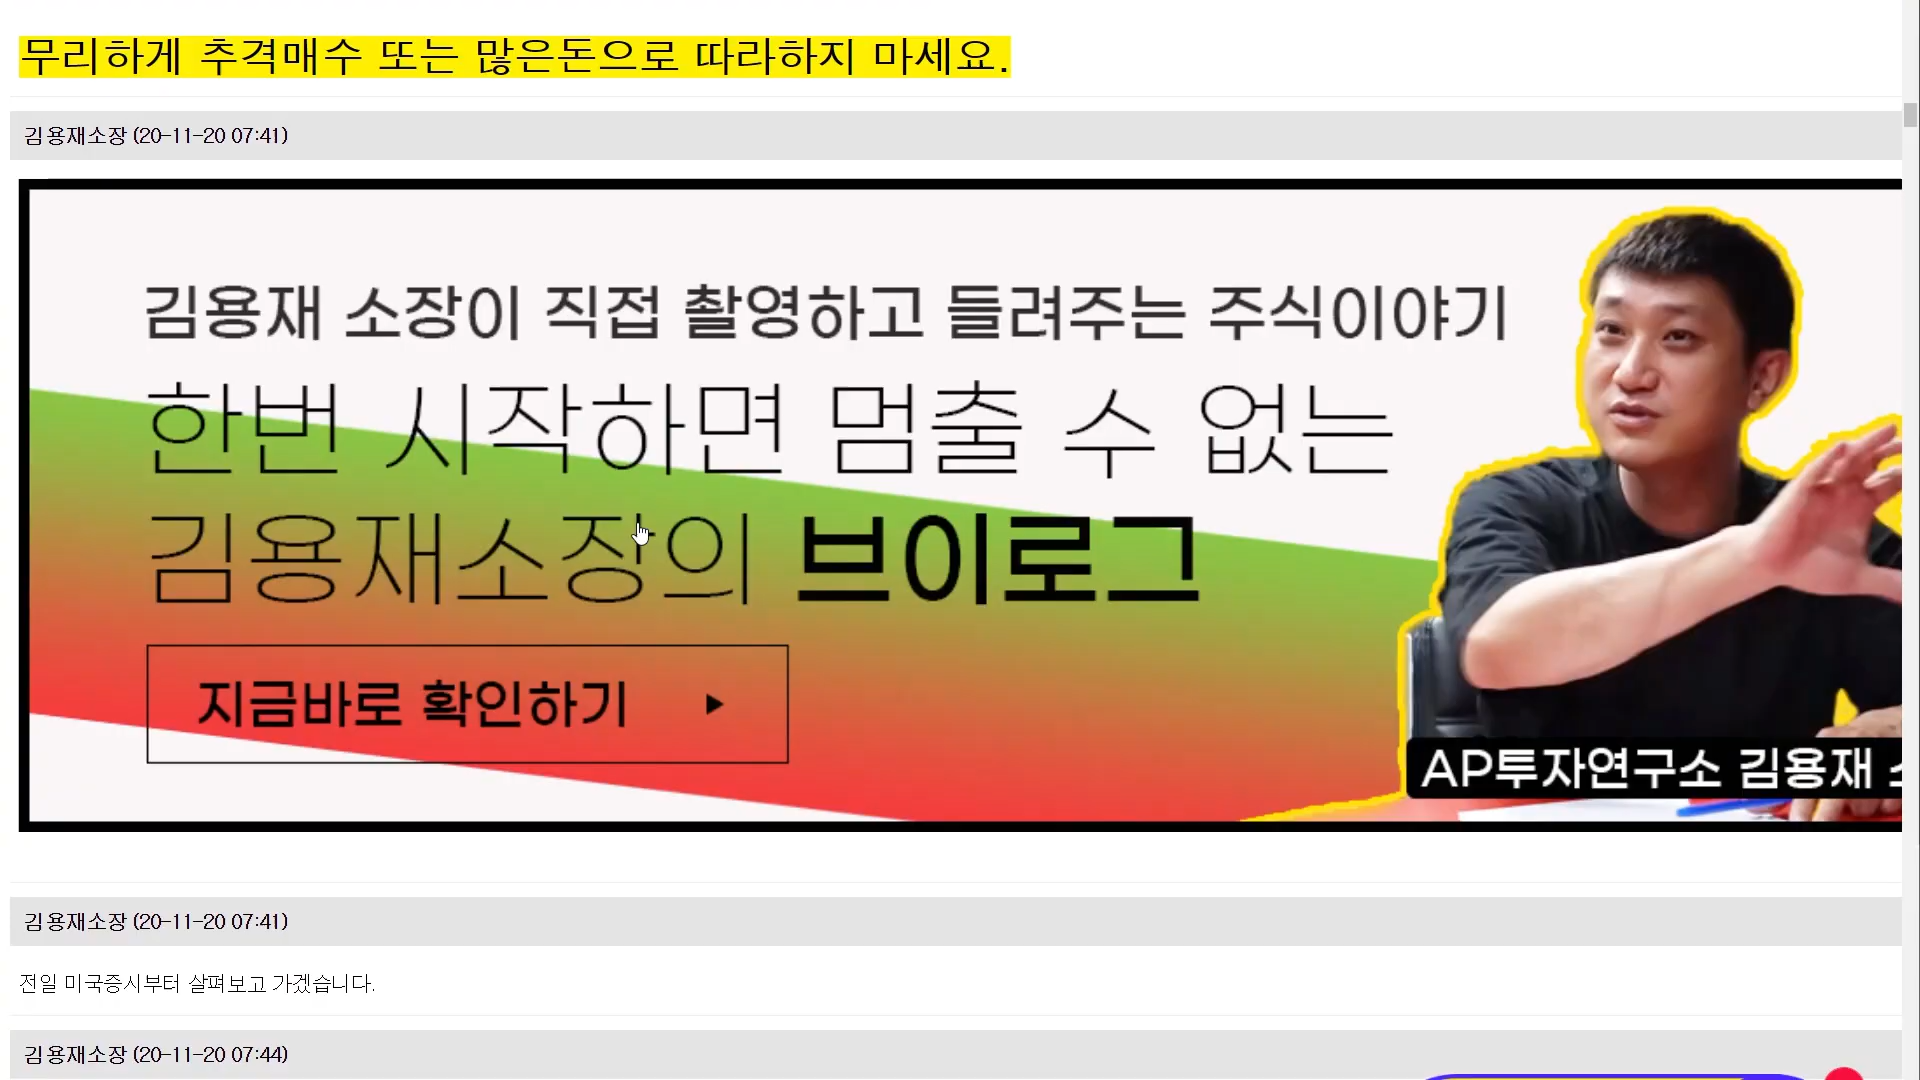 무리하게 추격매수 또는 많은돈으로 따라하지 마세요.
김용재소장 (20-11-20 07:41)
김용재 소장이 직접 촬영하고 들려주는 주식이야기
한번 시작하면 멈출 수 없는
김용재소장의 브이로그
지금바로 확인하기 ▶
AP투자연구소 김용재
김용재소장 (20-11-20 07:41)
전일 미국증시부터 살펴보고 가겠습니다.
김용재소장 (20-11-20 07:44)